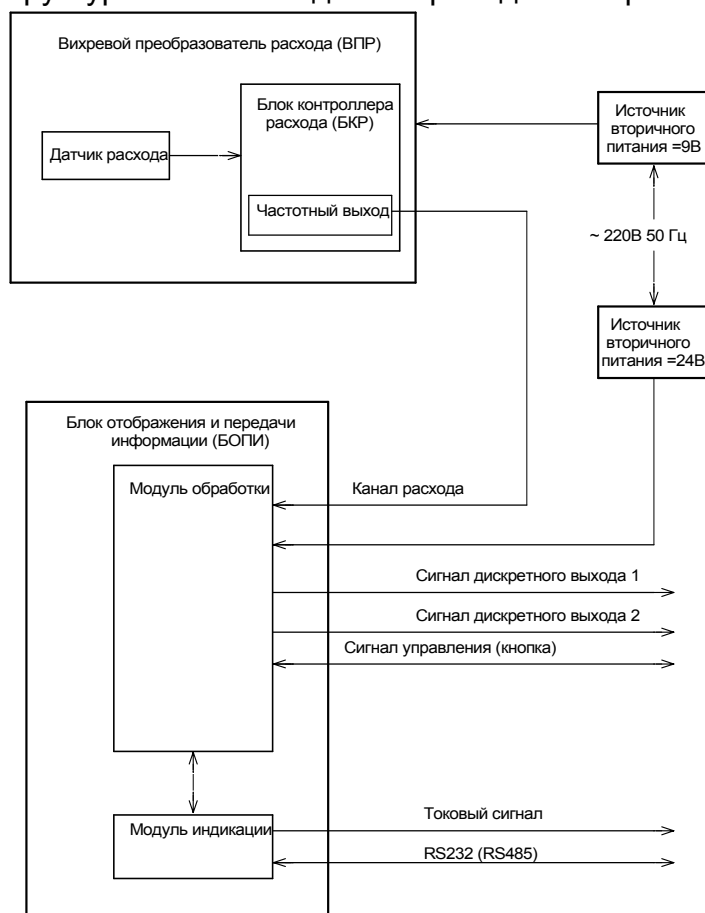 Вихревой преобразователь расхода (ВПР)
Блок контроллера
расхода (БКР)
Датчик расхода
Частотный выход
Источник
вторичного
питания =9В
~ 220В 50 Гц
Источник
вторичного
питания =24В
Блок отображения и передачи
информации (БОПИ)
Модуль обработки
Канал расхода
Сигнал дискретного выхода 1
Сигнал дискретного выхода 2
Сигнал управления (кнопка)
Токовый сигнал
Модуль индикации
RS232 (RS485)